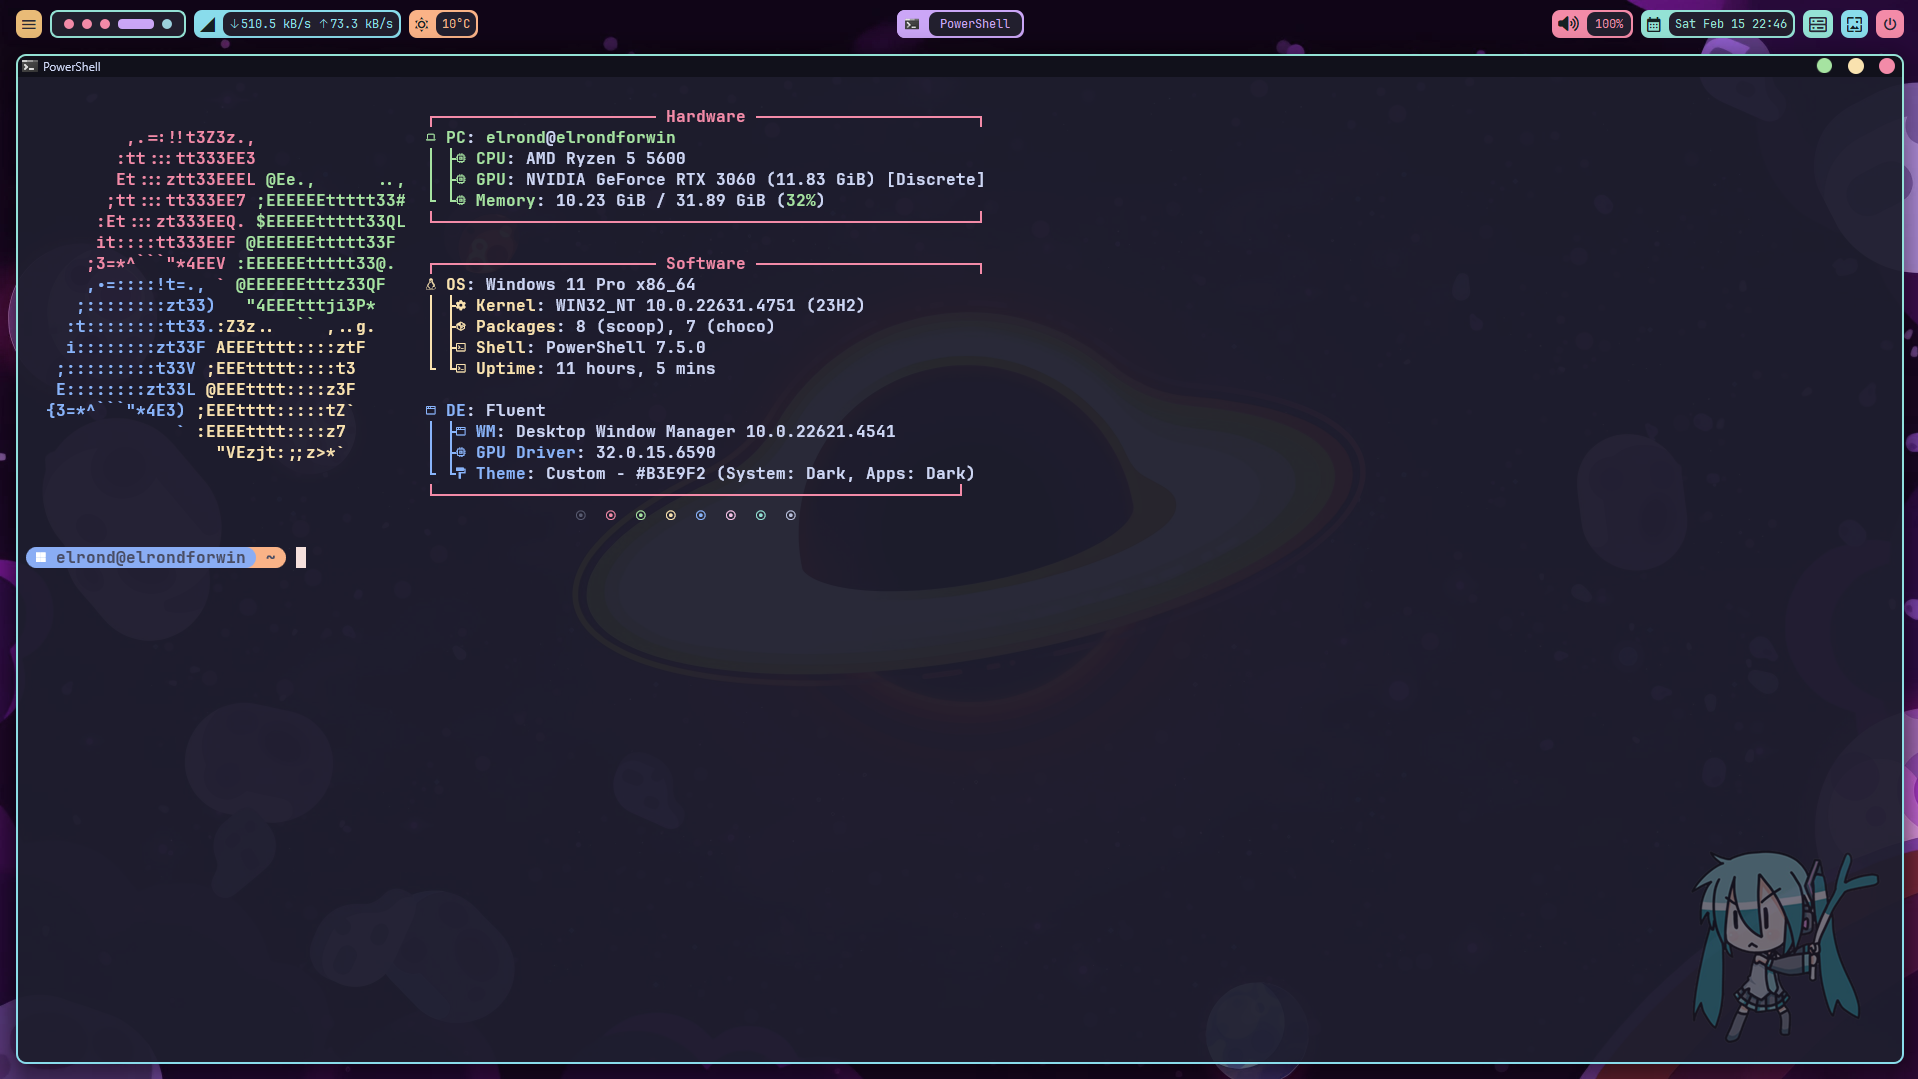 ↓510.5 kB/s ↑73.3 kB/s
10°C
PowerShell
100%
Sat Feb 15 22:46
PowerShell
Hardware
PC: elrond@elrondforwin
CPU: AMD Ryzen 5 5600
GPU: NVIDIA GeForce RTX 3060 (11.83 GiB) [Discrete]
Memory: 10.23 GiB / 31.89 GiB (32%)
Software
OS: Windows 11 Pro x86_64
Kernel: WIN32_NT 10.0.22631.4751 (23H2)
Packages: 8 (scoop), 7 (choco)
Shell: PowerShell 7.5.0
Uptime: 11 hours, 5 mins
DE: Fluent
WM: Desktop Window Manager 10.0.22621.4541
GPU Driver: 32.0.15.6590
Theme: Custom - #B3E9F2 (System: Dark, Apps: Dark)
,.=:!!t3Z3z.,
:tt:::tt333EE3
Et:::ztt33EEEL @Ee.,      ..,
;tt:::tt333EE7 ;EEEEEEttttt33#
:Et:::zt333EEQ. $EEEEEttttt33QL
it::::tt333EEF @EEEEEEttttt33F
;3=*^```"*4EEV :EEEEEEttttt33@.
,.=::::!t=., ` @EEEEEEtttz33QF
;::::::::zt33)   "4EEEtttji3P*
:t::::::::tt33.:Z3z..  `` ,..g.
i::::::::zt33F AEEEtttt::::ztF
;:::::::::t33V ;EEEttttt::::t3
E::::::::zt33L @EEEtttt::::z3F
{3=*^```"*4E3) ;EEEtttt:::::tZ`
` :EEEEtttt::::z7
"VEzjt:;;z>*`
elrond@elrondforwin ~